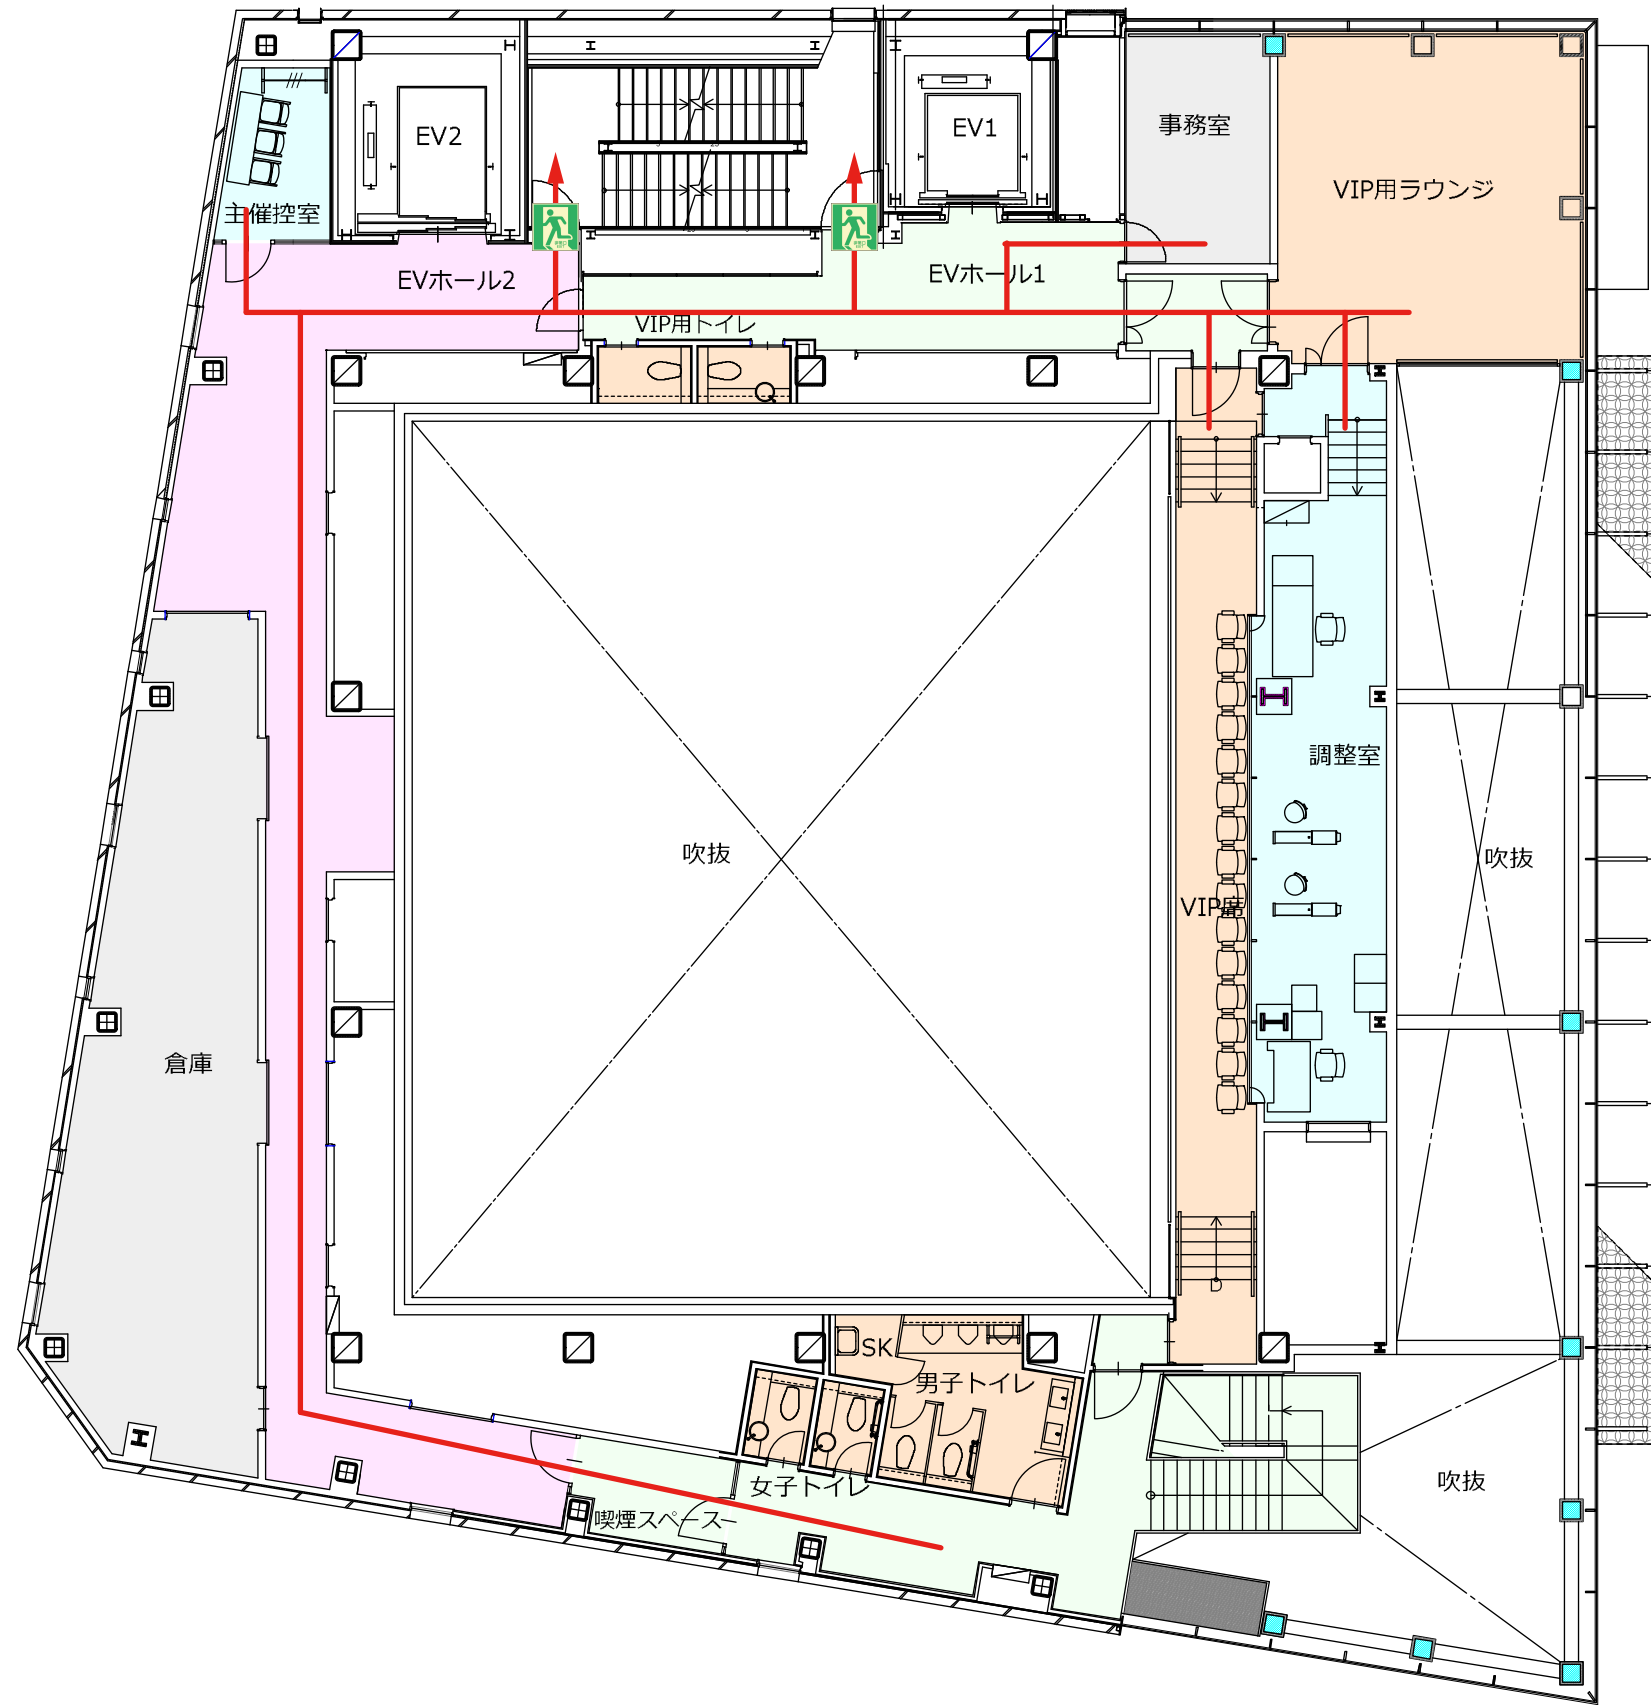 EV2
EV1
事務室
VIP用ラウンジ
主催控室
EVホール2
EVホール1
VIP用トイレ
調整室
吹抜
吹抜
VIP席
倉庫
SK
男子トイレ
女子トイレ
喫煙スペース
吹抜